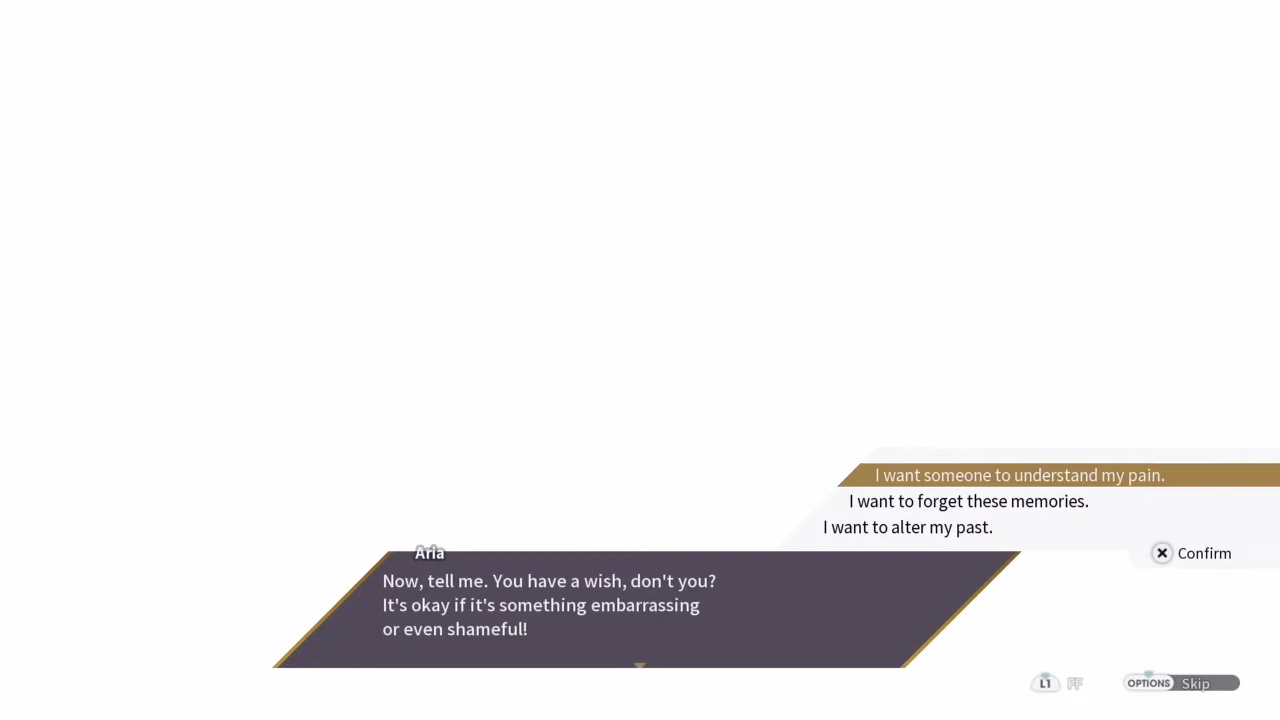 I want someone to understand my pain.
I want to forget these memories.
I want to alter my past.
Confirm
Aria
Now, tell me. You have a wish, don't you?
It's okay if it's something embarrassing
or even shameful!
L1 FF
OPTIONS Skip